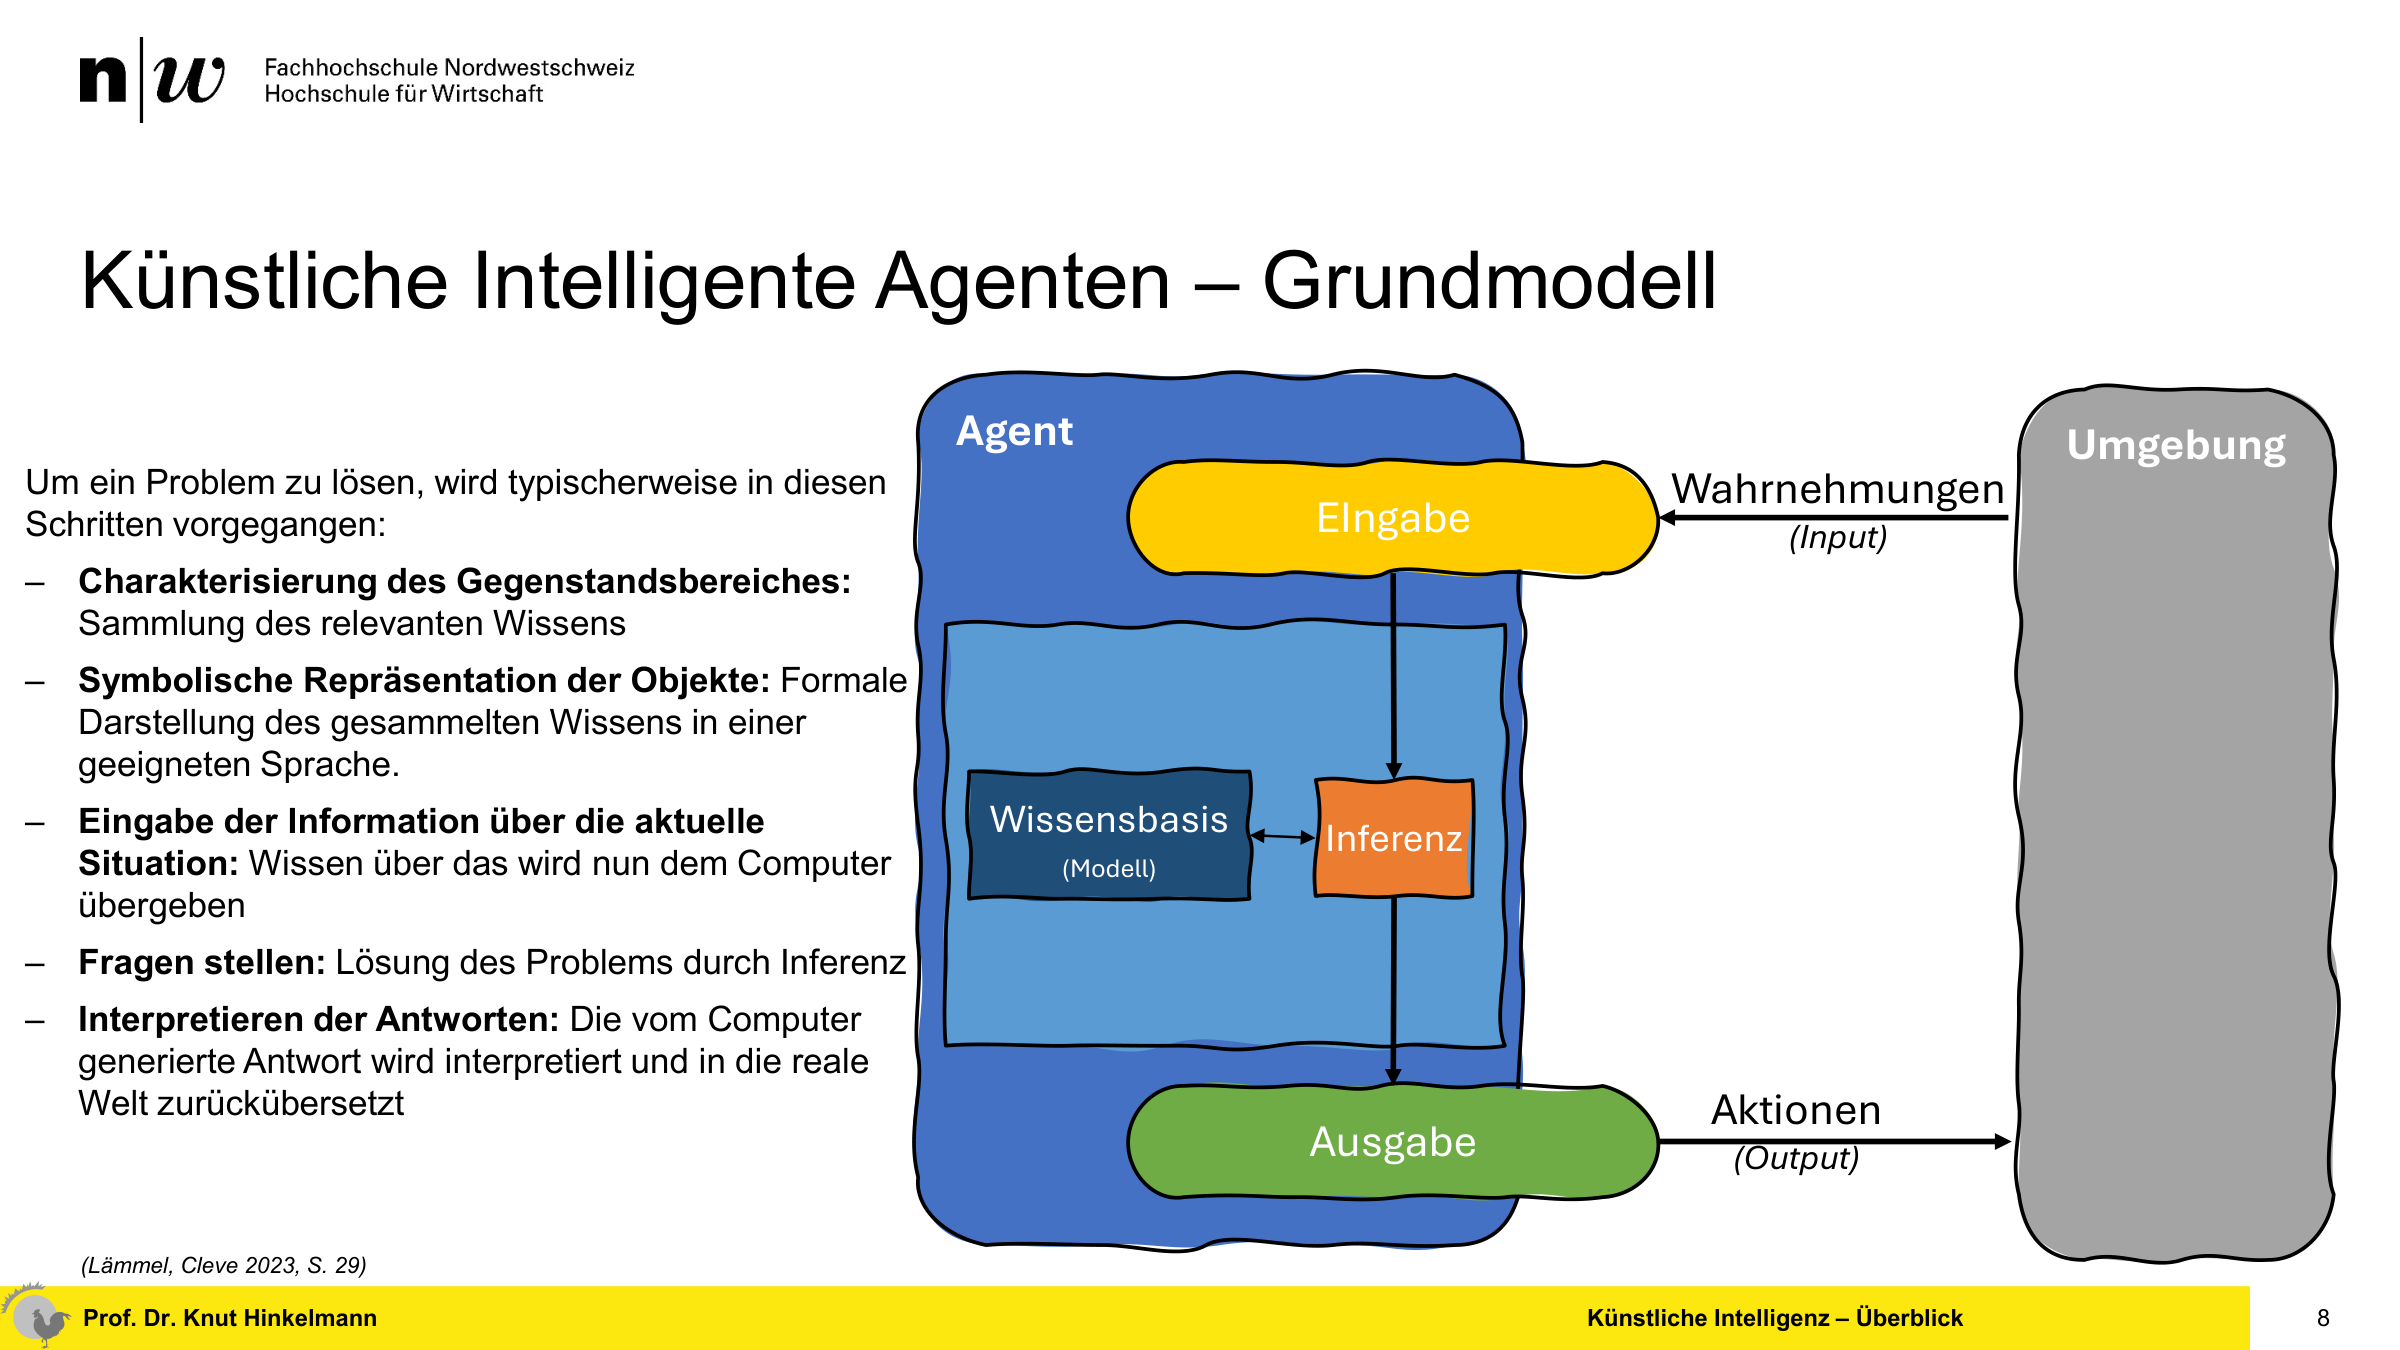 n|w
Fachhochschule Nordwestschweiz
Hochschule für Wirtschaft
Künstliche Intelligente Agenten – Grundmodell
Um ein Problem zu lösen, wird typischerweise in diesen
Schritten vorgegangen:
– Charakterisierung des Gegenstandsbereiches:
Sammlung des relevanten Wissens
– Symbolische Repräsentation der Objekte: Formale
Darstellung des gesammelten Wissens in einer
geeigneten Sprache.
– Eingabe der Information über die aktuelle
Situation: Wissen über das wird nun dem Computer
übergeben
– Fragen stellen: Lösung des Problems durch Inferenz
– Interpretieren der Antworten: Die vom Computer
generierte Antwort wird interpretiert und in die reale
Welt zurückübersetzt
(Lämmel, Cleve 2023, S. 29)
Agent
EIngabe
Wissensbasis
(Modell)
Inferenz
Ausgabe
Wahrnehmungen
(Input)
Aktionen
(Output)
Umgebung
Prof. Dr. Knut Hinkelmann
Künstliche Intelligenz – Überblick
8